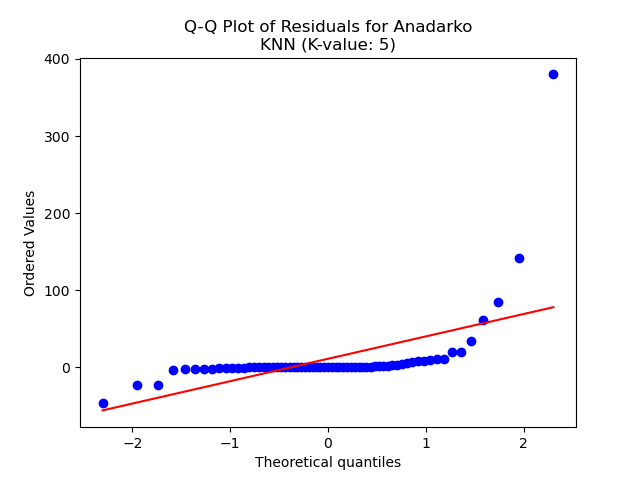 Q-Q Plot of Residuals for Anadarko
KNN (K-value: 5)
400
300
200
100
0
Ordered Values
−2
−1
0
1
2
Theoretical quantiles